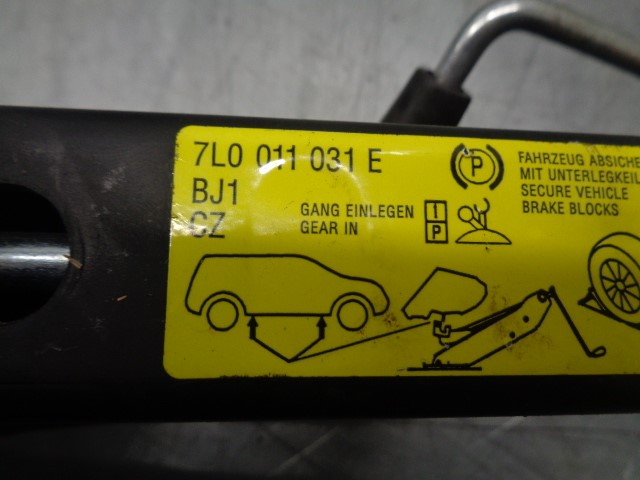 7L0 011 031 E
BJ1
CZ
GANG EINLEGEN
GEAR IN
I
P
P
FAHRZEUG ABSICHE
MIT UNTERLEGKEIL
SECURE VEHICLE
BRAKE BLOCKS